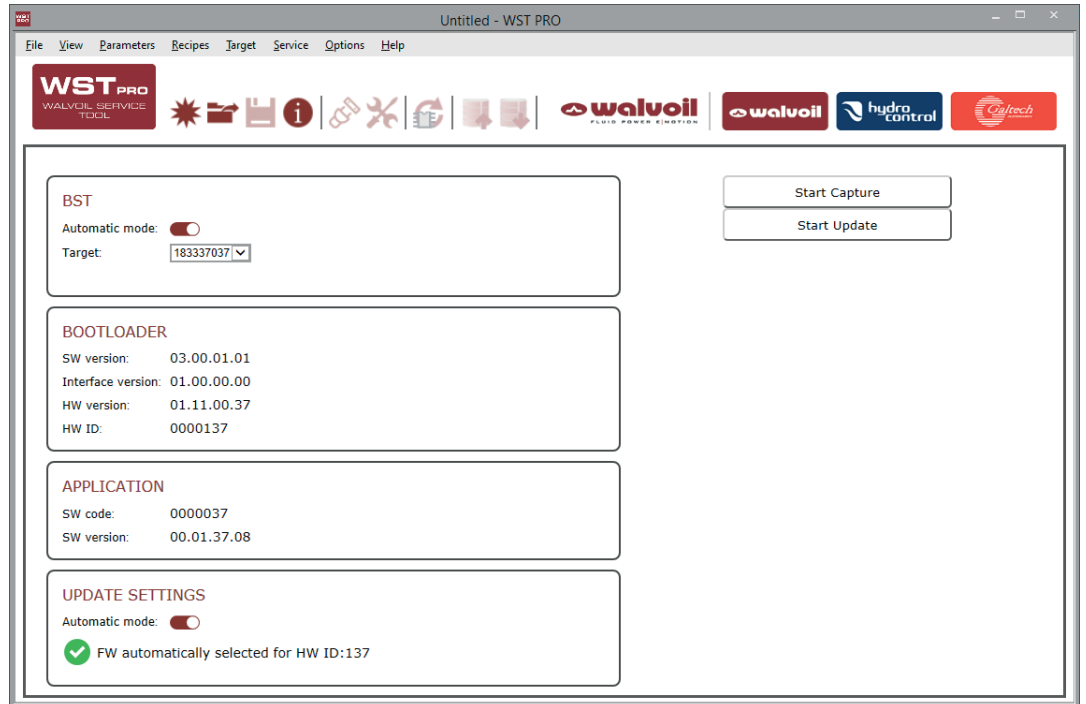 WST PRO
Untitled - WST PRO
File View Parameters Recipes Target Service Options Help
WST PRO
WALVOIL SERVICE
TOOL
walvoil
FLUID POWER E|MOTION
walvoil
hydro
control
Galtech
BST
Automatic mode:
Target: 183337037
Start Capture
Start Update
BOOTLOADER
SW version: 03.00.01.01
Interface version: 01.00.00.00
HW version: 01.11.00.37
HW ID: 0000137
APPLICATION
SW code: 0000037
SW version: 00.01.37.08
UPDATE SETTINGS
Automatic mode:
FW automatically selected for HW ID:137